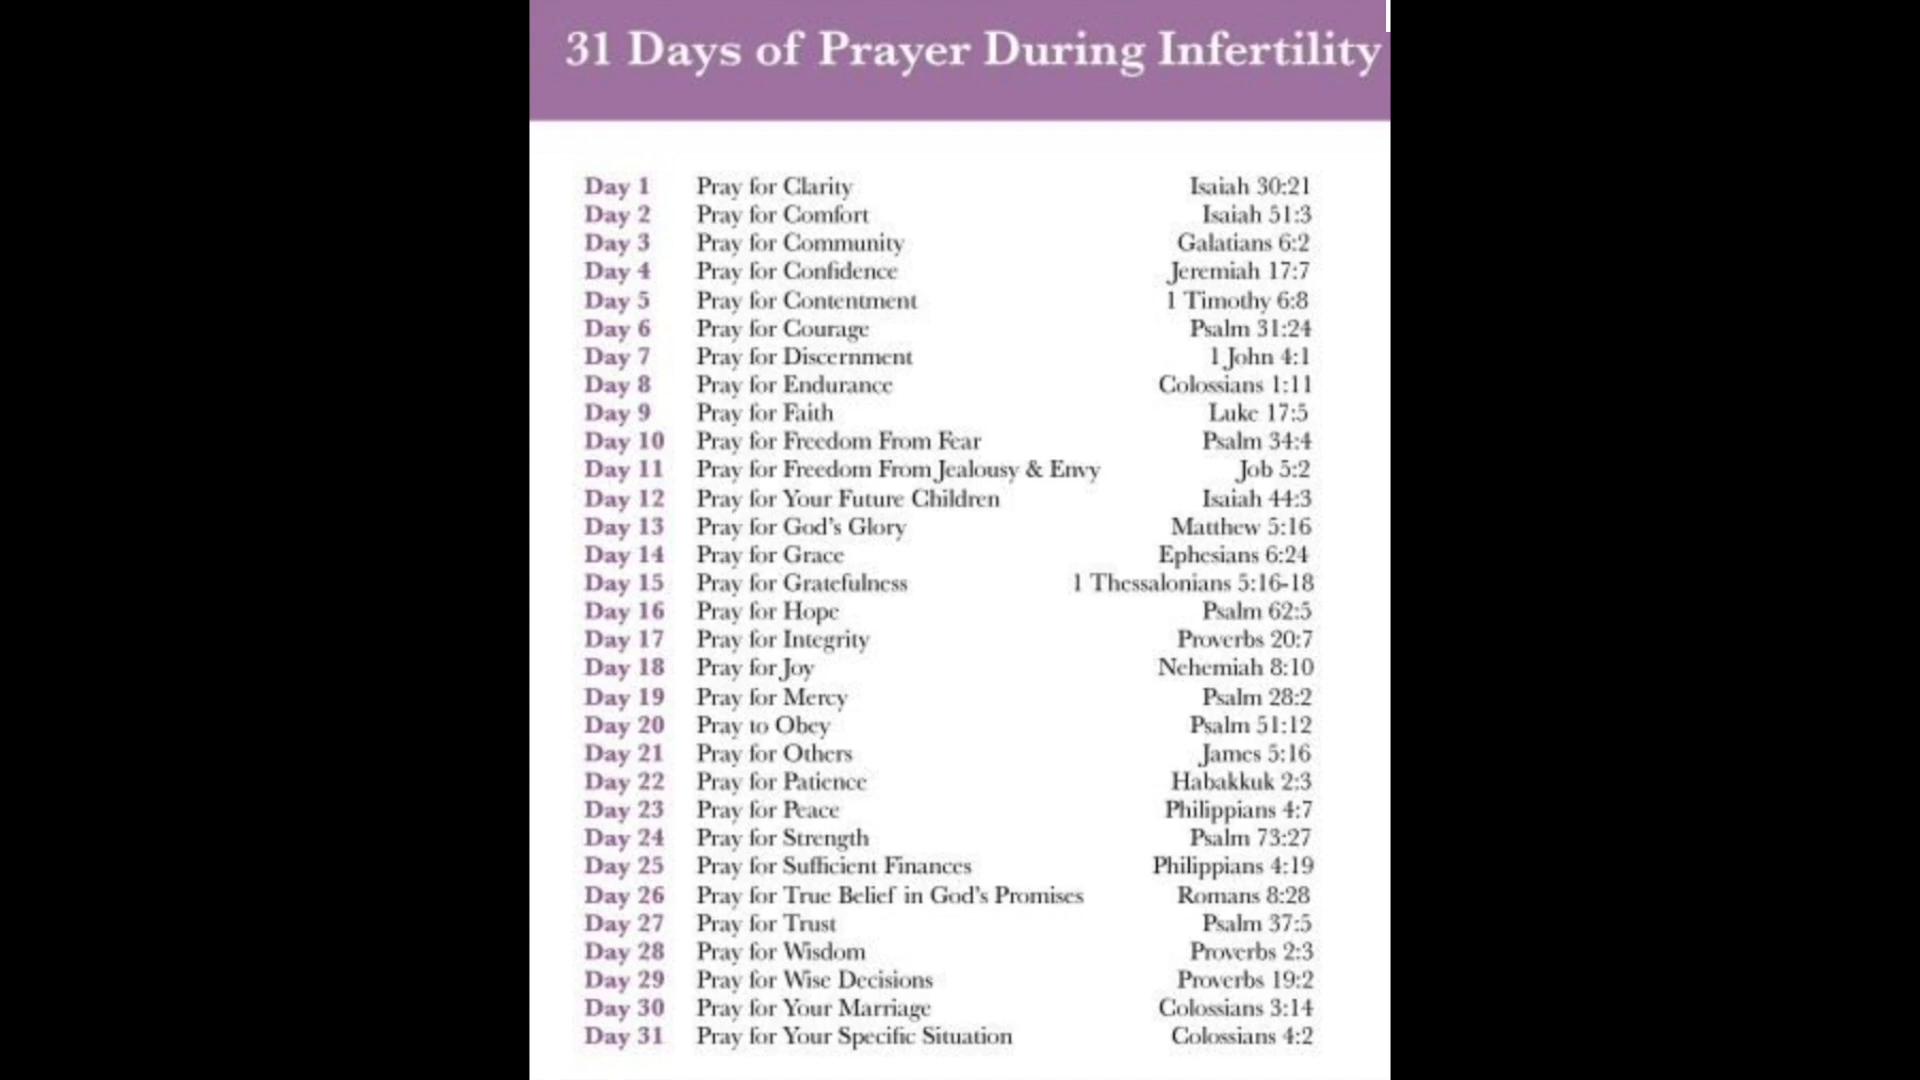 31 Days of Prayer During Infertility
Day 1 Pray for Clarity Isaiah 30:21
Day 2 Pray for Comfort Isaiah 51:3
Day 3 Pray for Community Galatians 6:2
Day 4 Pray for Confidence Jeremiah 17:7
Day 5 Pray for Contentment 1 Timothy 6:8
Day 6 Pray for Courage Psalm 31:24
Day 7 Pray for Discernment 1 John 4:1
Day 8 Pray for Endurance Colossians 1:11
Day 9 Pray for Faith Luke 17:5
Day 10 Pray for Freedom From Fear Psalm 34:4
Day 11 Pray for Freedom From Jealousy & Envy Job 5:2
Day 12 Pray for Your Future Children Isaiah 44:3
Day 13 Pray for God's Glory Matthew 5:16
Day 14 Pray for Grace Ephesians 6:24
Day 15 Pray for Gratefulness 1 Thessalonians 5:16-18
Day 16 Pray for Hope Psalm 62:5
Day 17 Pray for Integrity Proverbs 20:7
Day 18 Pray for Joy Nehemiah 8:10
Day 19 Pray for Mercy Psalm 28:2
Day 20 Pray to Obey Psalm 51:12
Day 21 Pray for Others James 5:16
Day 22 Pray for Patience Habakkuk 2:3
Day 23 Pray for Peace Philippians 4:7
Day 24 Pray for Strength Psalm 73:27
Day 25 Pray for Sufficient Finances Philippians 4:19
Day 26 Pray for True Belief in God's Promises Romans 8:28
Day 27 Pray for Trust Psalm 37:5
Day 28 Pray for Wisdom Proverbs 2:3
Day 29 Pray for Wise Decisions Proverbs 19:2
Day 30 Pray for Your Marriage Colossians 3:14
Day 31 Pray for Your Specific Situation Colossians 4:2